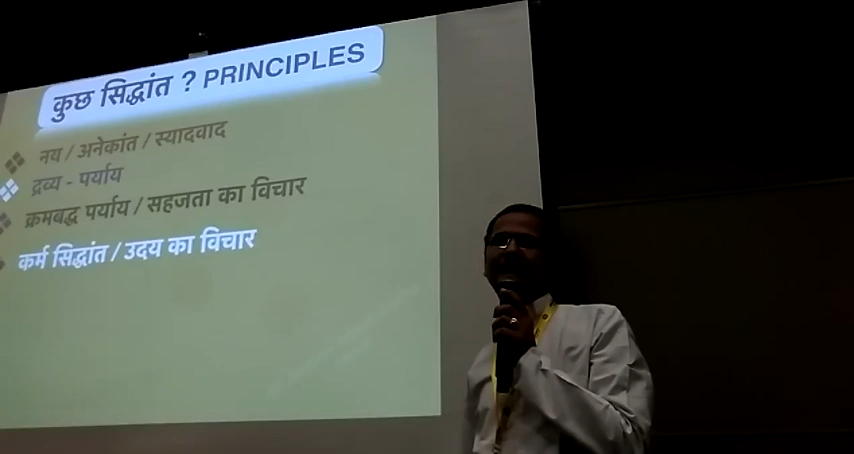 कुछ सिद्धांत ? PRINCIPLES
नय / अनेकांत / स्यादवाद
द्रव्य - पर्याय
क्रमबद्ध पर्याय / सहजता का विचार
कर्म सिद्धांत / उदय का विचार